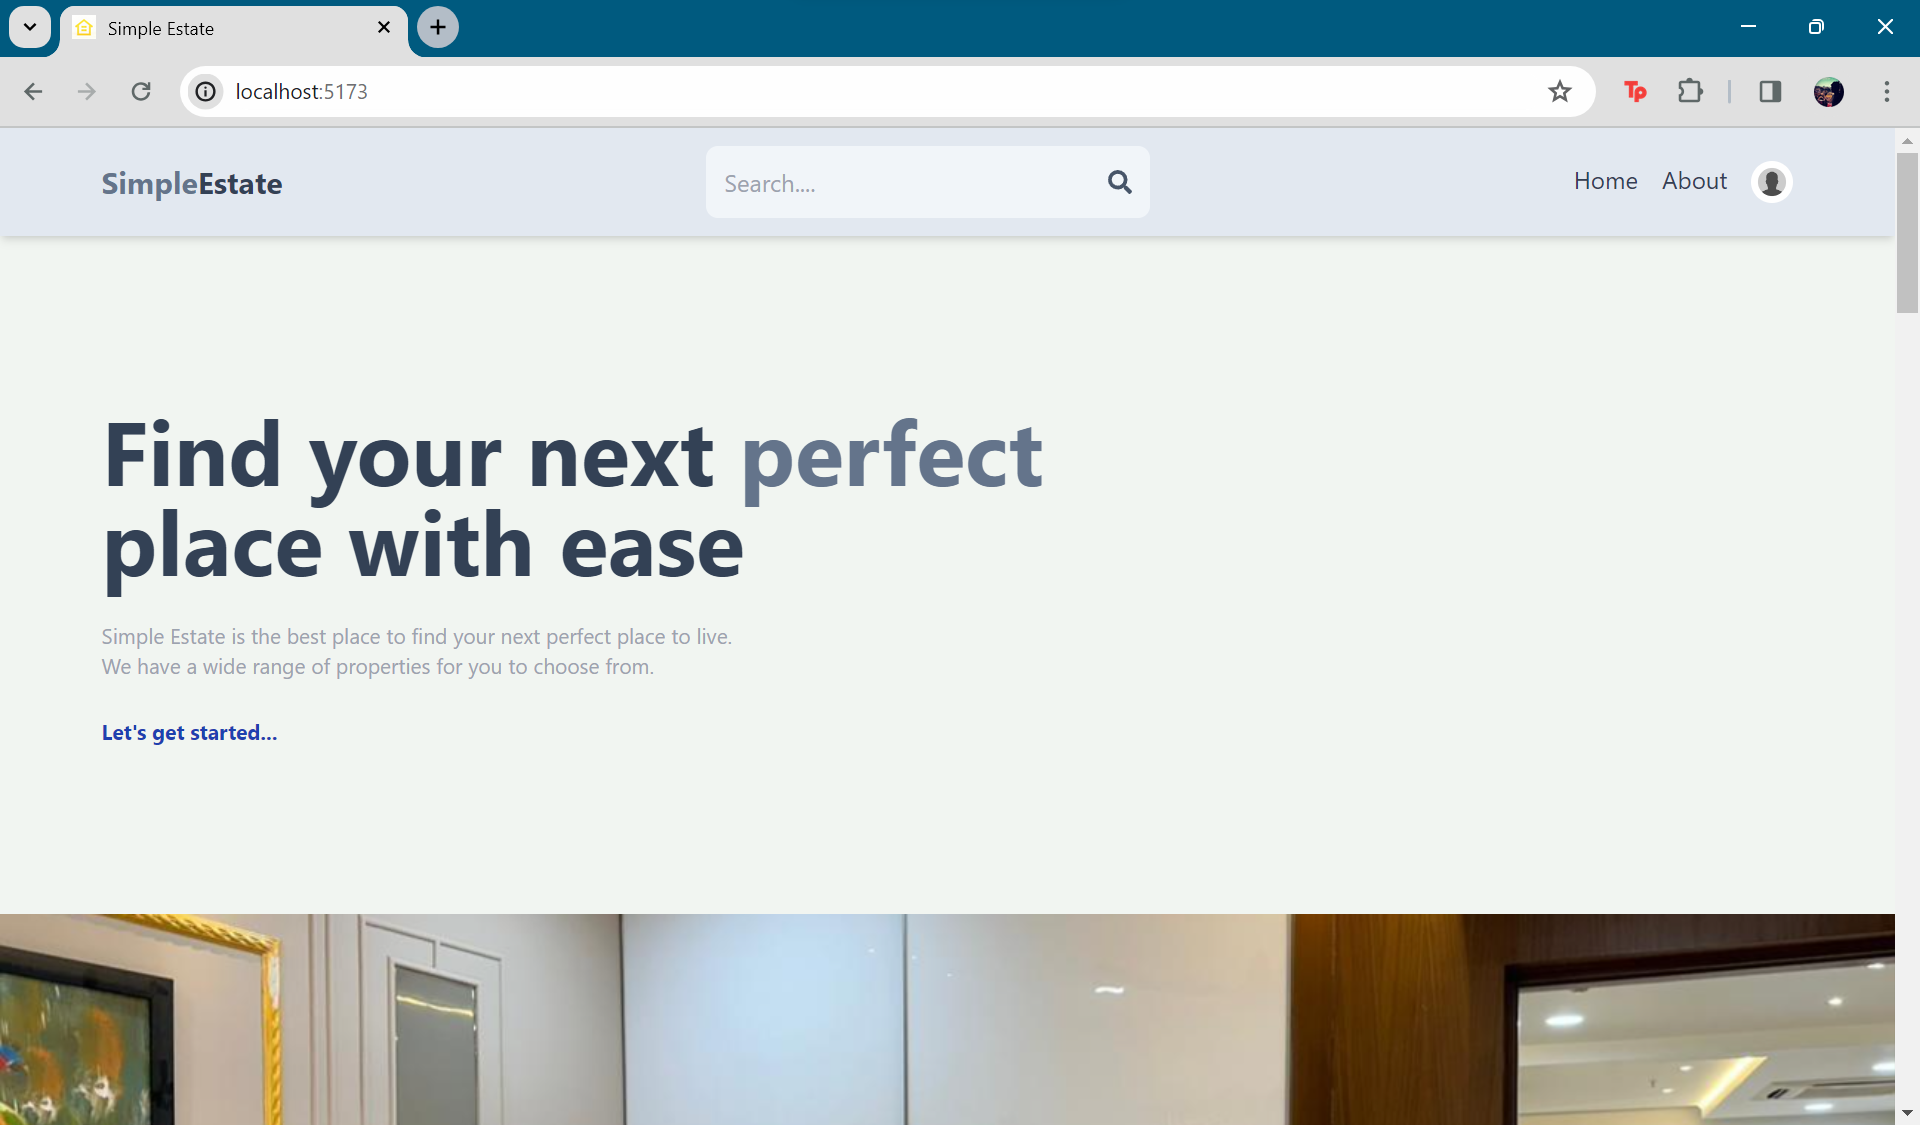 Simple Estate
localhost:5173
Tp
SimpleEstate
Search....
Home
About
Find your next perfect
place with ease
Simple Estate is the best place to find your next perfect place to live.
We have a wide range of properties for you to choose from.
Let's get started...